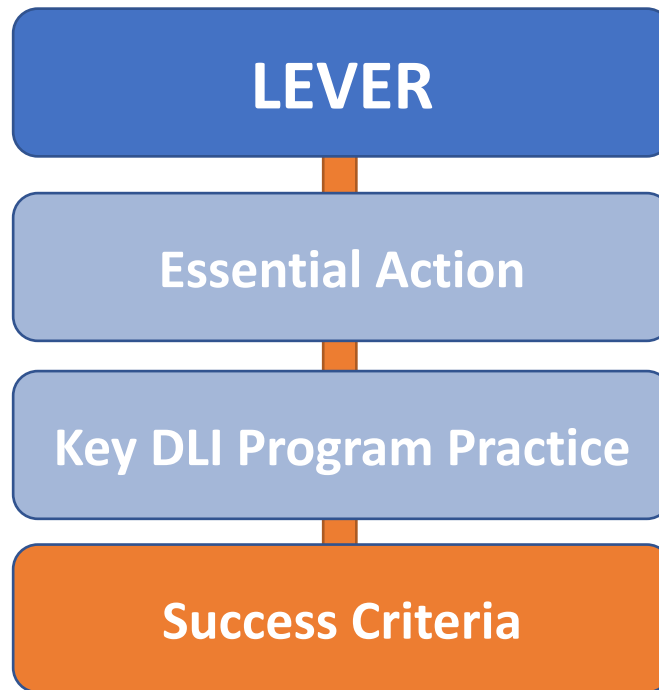 LEVER
Essential Action
Key DLI Program Practice
Success Criteria